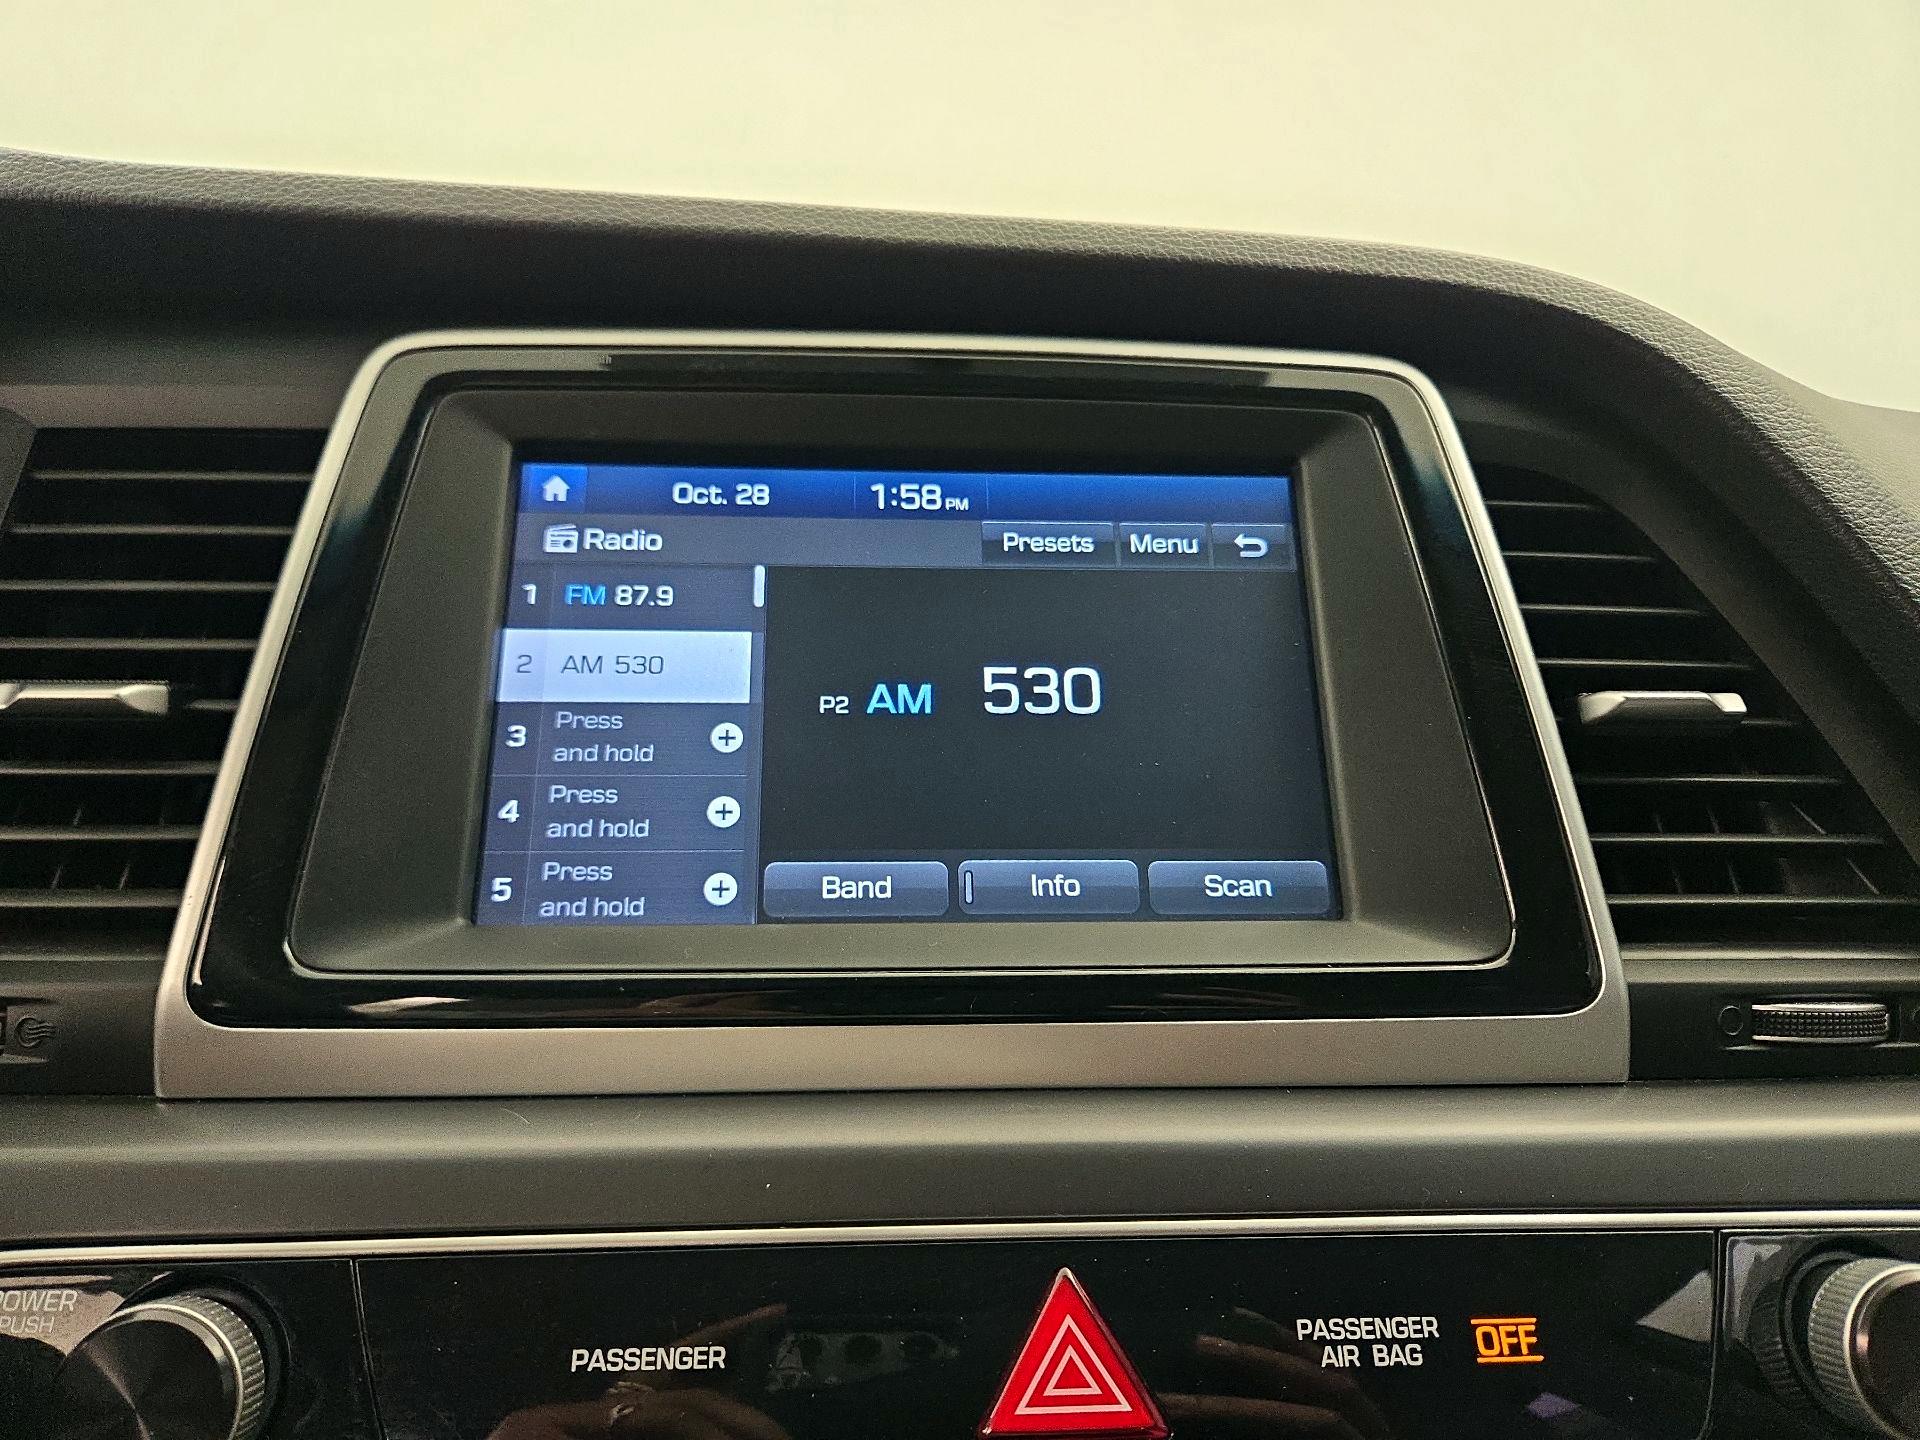 Oct. 28 1:58 PM
Radio Presets Menu
1 FM 87.9
2 AM 530
P2 AM 530
3 Press
and hold
4 Press
and hold
5 Press
and hold
Band Info Scan
POWER
PUSH
PASSENGER
PASSENGER
AIR BAG
OFF